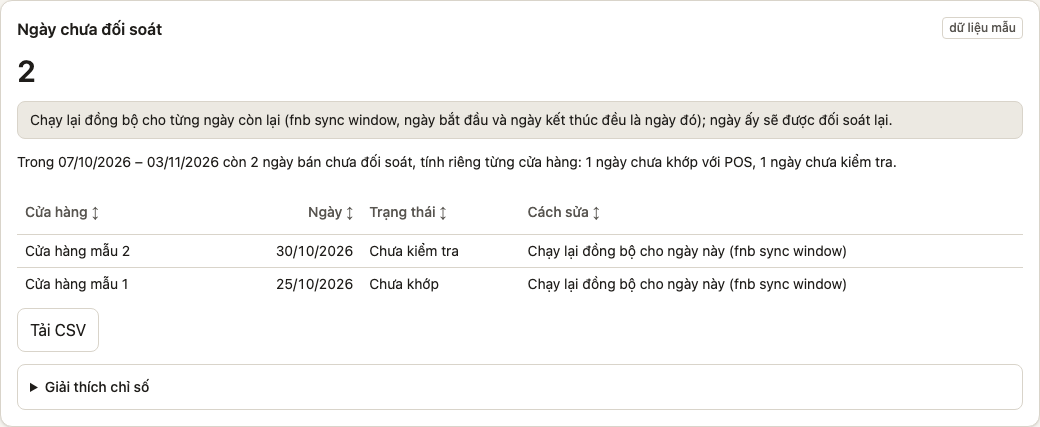 Ngày chưa đối soát
dữ liệu mẫu
2
Chạy lại đồng bộ cho từng ngày còn lại (fnb sync window, ngày bắt đầu và ngày kết thúc đều là ngày đó); ngày ấy sẽ được đối soát lại.
Trong 07/10/2026 – 03/11/2026 còn 2 ngày bán chưa đối soát, tính riêng từng cửa hàng: 1 ngày chưa khớp với POS, 1 ngày chưa kiểm tra.
Cửa hàng ↕ Ngày ↕ Trạng thái ↕ Cách sửa ↕
Cửa hàng mẫu 2 30/10/2026 Chưa kiểm tra Chạy lại đồng bộ cho ngày này (fnb sync window)
Cửa hàng mẫu 1 25/10/2026 Chưa khớp Chạy lại đồng bộ cho ngày này (fnb sync window)
Tải CSV
▶ Giải thích chỉ số